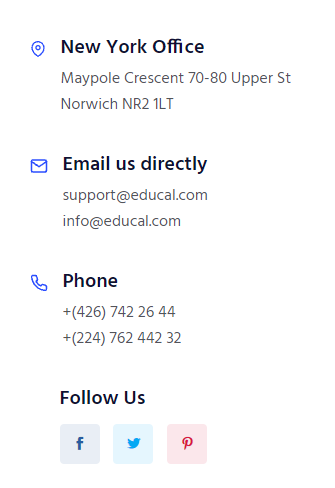 New York Office
Maypole Crescent 70-80 Upper St
Norwich NR2 1LT
Email us directly
support@educal.com
info@educal.com
Phone
+(426) 742 26 44
+(224) 762 442 32
Follow Us